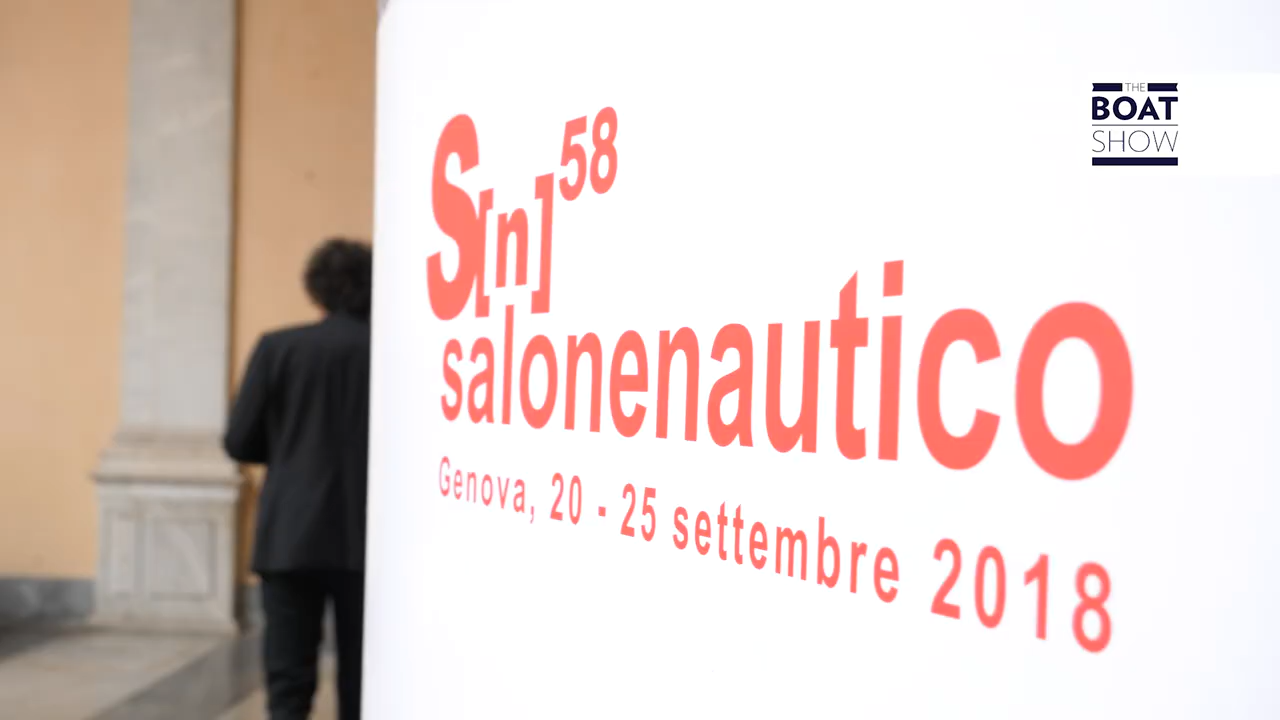 S[n]58
salonenautico
Genova, 20 - 25 settembre 2018
THE
BOAT
SHOW